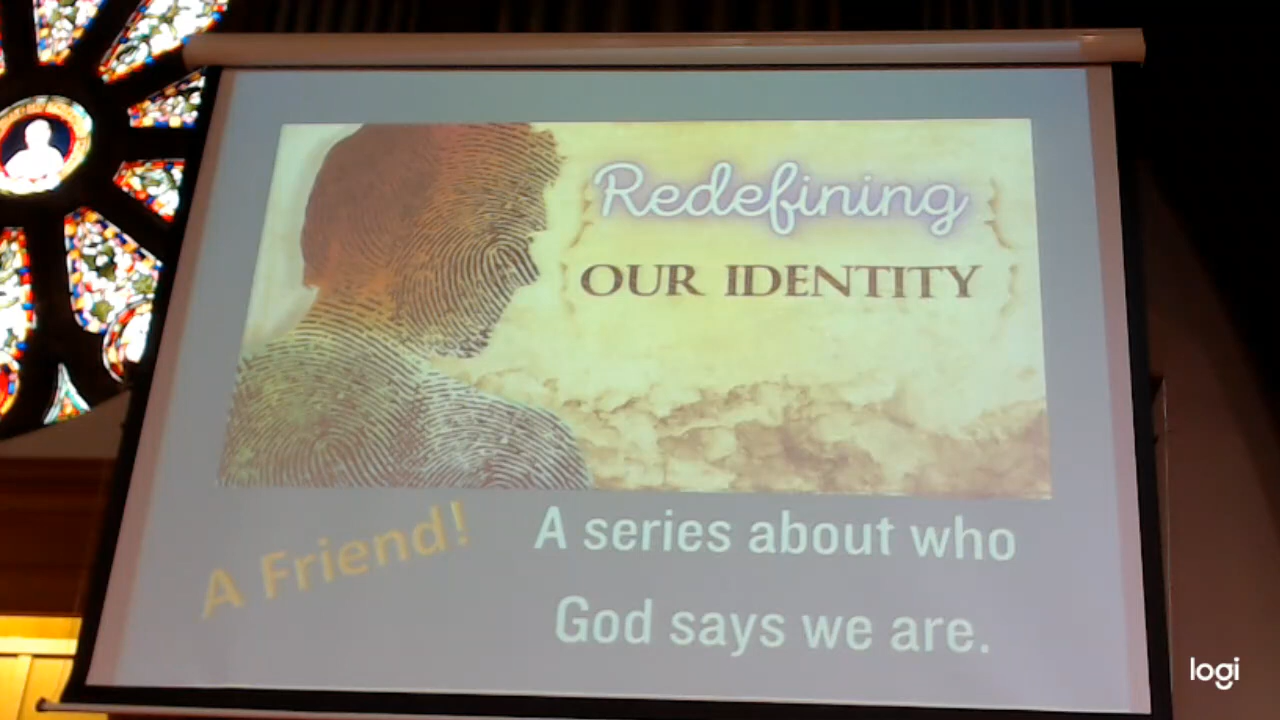 Redefining
OUR IDENTITY
A Friend!
A series about who
God says we are.
logi